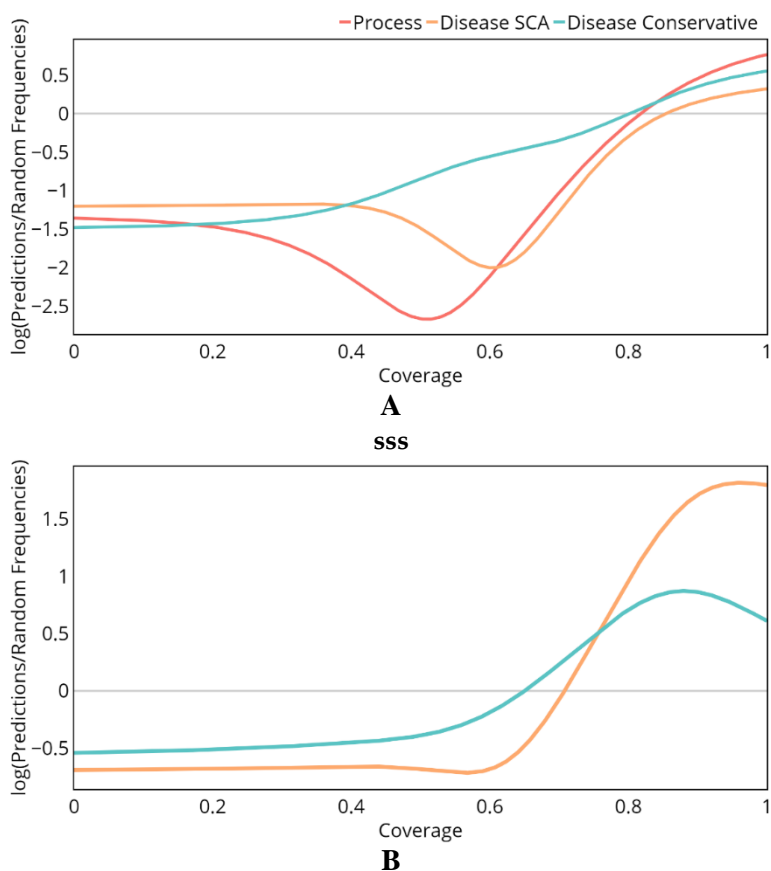 Process Disease SCA Disease Conservative
log(Predictions/Random Frequencies)
0.5
0
−0.5
−1
−1.5
−2
−2.5
0 0.2 0.4 0.6 0.8 1
Coverage
A
sss
log(Predictions/Random Frequencies)
1.5
1
0.5
0
−0.5
0 0.2 0.4 0.6 0.8 1
Coverage
B